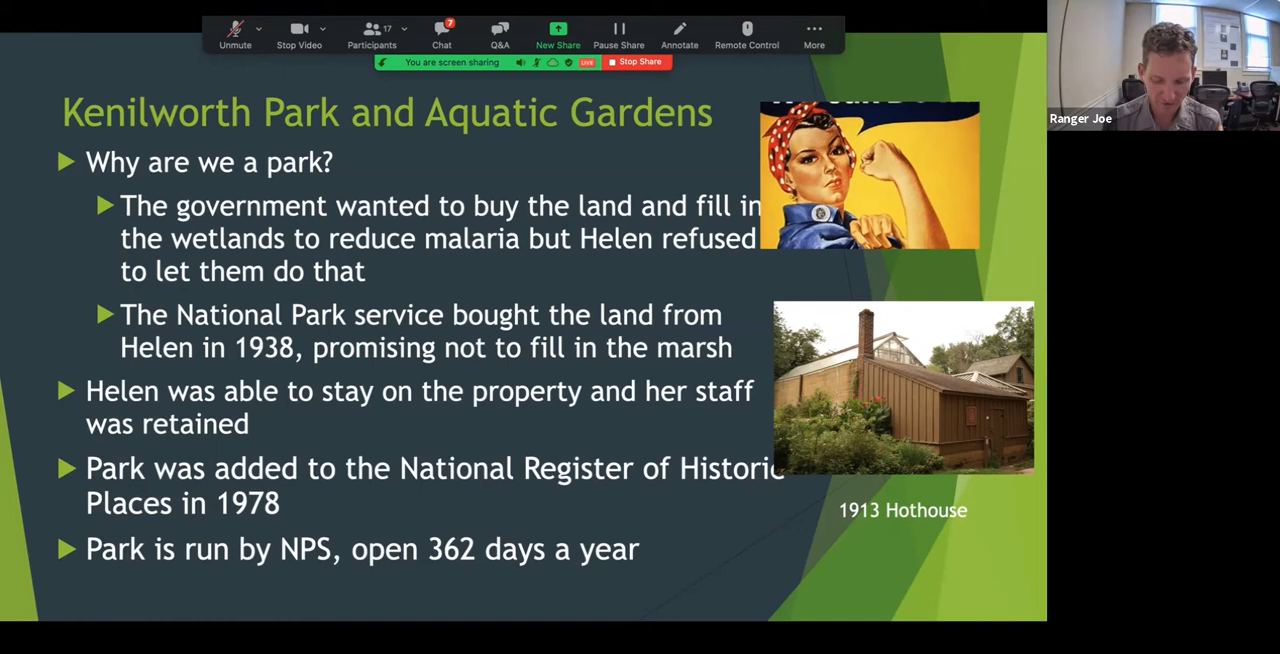 17
7
Unmute
Stop Video
Participants
Chat
Q&A
New Share
Pause Share
Annotate
Remote Control
More
You are screen sharing
LIVE
Stop Share
Ranger Joe
Kenilworth Park and Aquatic Gardens
Why are we a park?
The government wanted to buy the land and fill in
the wetlands to reduce malaria but Helen refused
to let them do that
The National Park service bought the land from
Helen in 1938, promising not to fill in the marsh
Helen was able to stay on the property and her staff
was retained
Park was added to the National Register of Historic
Places in 1978
Park is run by NPS, open 362 days a year
1913 Hothouse